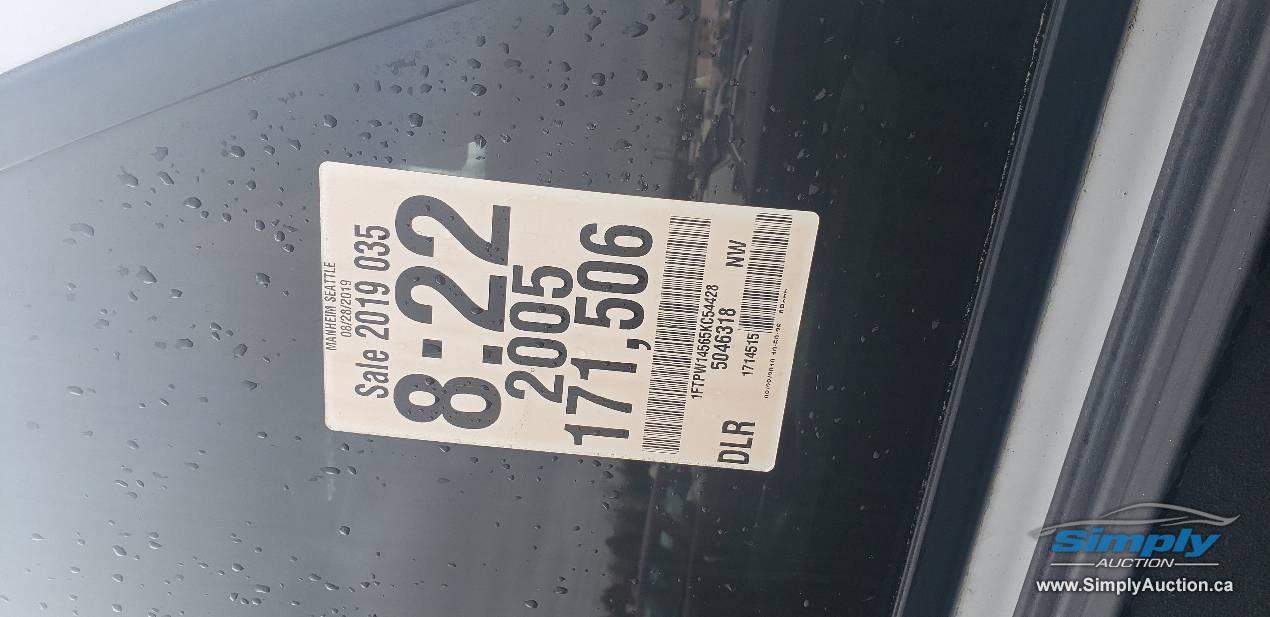 MANHEIM SEATTLE
08/28/2019
Sale 2019 035
8:22
2005
171,506
1FTPW14565KC54428
5046318
DLR NW
1714515
Simply
AUCTION
www.SimplyAuction.ca